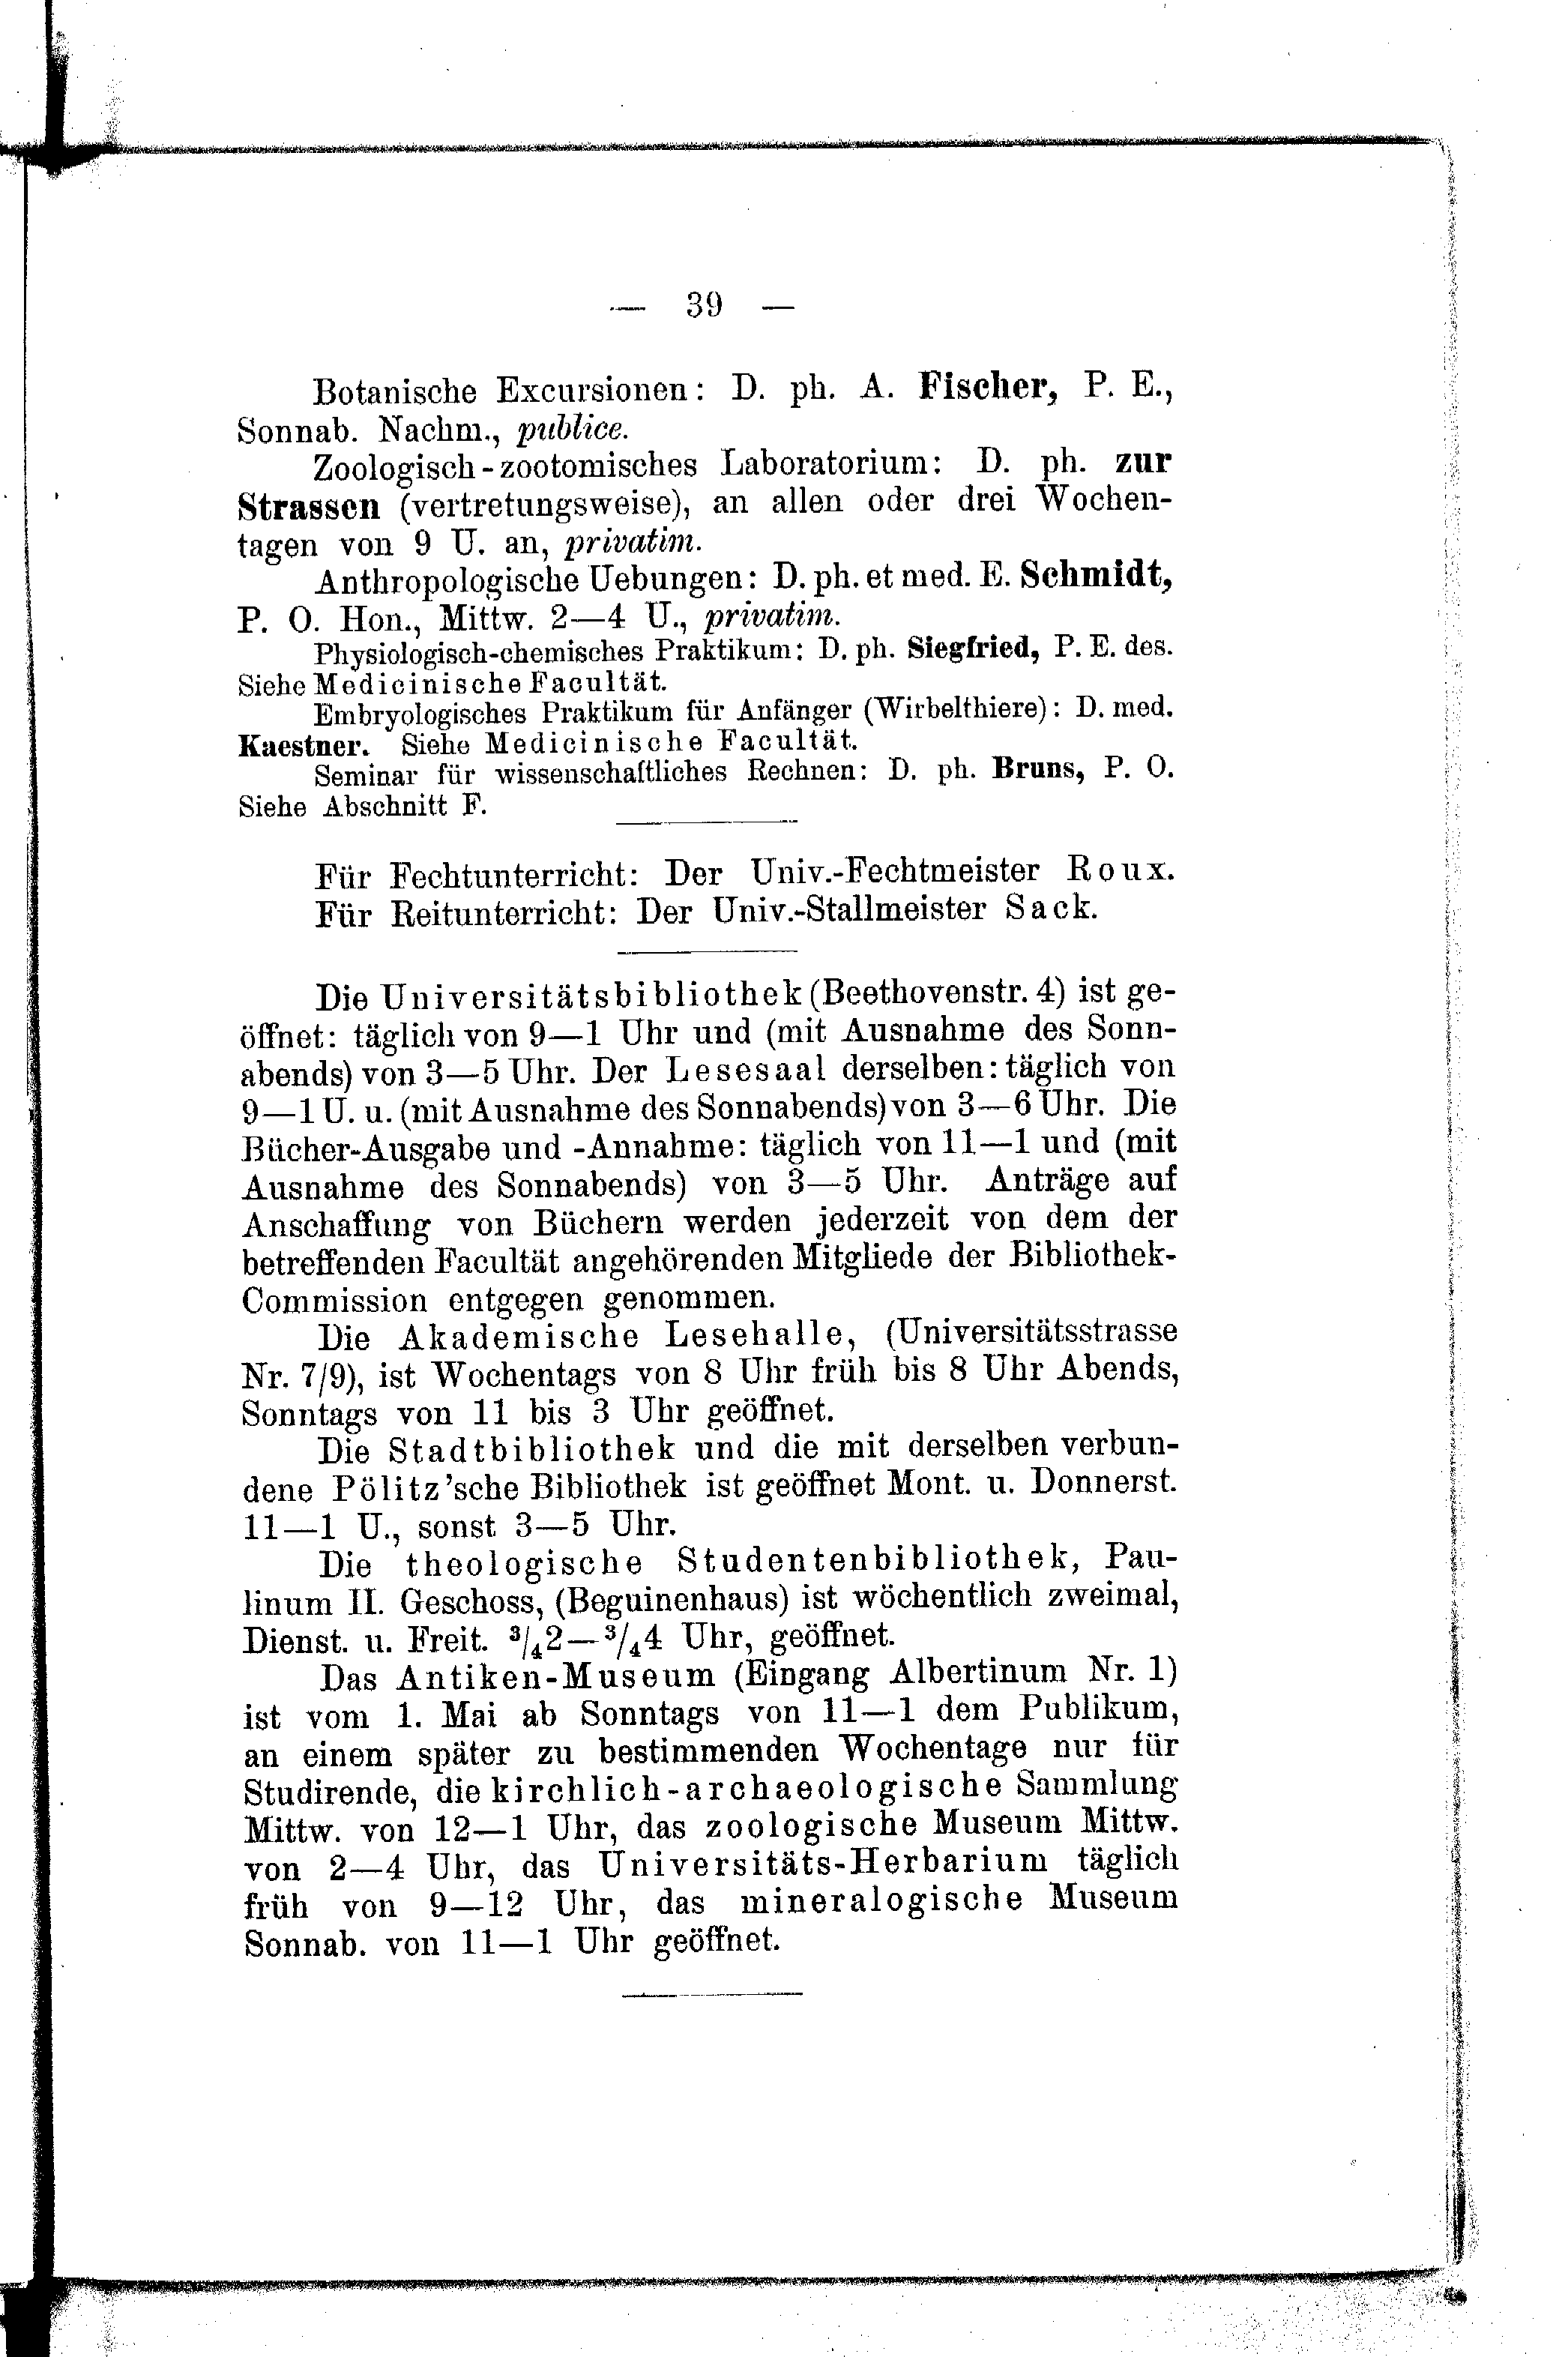 — 39 —
Botanische Excursionen: D. ph. A. Fischer, P. E.,
Sonnab. Nachm., publice.
Zoologisch-zootomisches Laboratorium: D. ph. zur
Strassen (vertretungsweise), an allen oder drei Wochen-
tagen von 9 U. an, privatim.
Anthropologische Uebungen: D. ph. et med. E. Schmidt,
P. O. Hon., Mittw. 2—4 U., privatim.
Physiologisch-chemisches Praktikum: D. ph. Siegfried, P. E. des.
Siehe Medicinische Facultät.
Embryologisches Praktikum für Anfänger (Wirbelthiere): D. med.
Kaestner. Siehe Medicinische Facultät.
Seminar für wissenschaftliches Rechnen: D. ph. Bruns, P. O.
Siehe Abschnitt F.
Für Fechtunterricht: Der Univ.-Fechtmeister Roux.
Für Reitunterricht: Der Univ.-Stallmeister Sack.
Die Universitätsbibliothek (Beethovenstr. 4) ist ge-
öffnet: täglich von 9—1 Uhr und (mit Ausnahme des Sonn-
abends) von 3—5 Uhr. Der Lesesaal derselben: täglich von
9—1 U. u. (mit Ausnahme des Sonnabends) von 3—6 Uhr. Die
Bücher-Ausgabe und -Annahme: täglich von 11—1 und (mit
Ausnahme des Sonnabends) von 3—5 Uhr. Anträge auf
Anschaffung von Büchern werden jederzeit von dem der
betreffenden Facultät angehörenden Mitgliede der Bibliothek-
Commission entgegen genommen.
Die Akademische Lesehalle, (Universitätsstrasse
Nr. 7/9), ist Wochentags von 8 Uhr früh bis 8 Uhr Abends,
Sonntags von 11 bis 3 Uhr geöffnet.
Die Stadtbibliothek und die mit derselben verbun-
dene Pölitz'sche Bibliothek ist geöffnet Mont. u. Donnerst.
11—1 U., sonst 3—5 Uhr.
Die theologische Studentenbibliothek, Pau-
linum II. Geschoss, (Beguinenhaus) ist wöchentlich zweimal,
Dienst. u. Freit. ³/₄2—³/₄4 Uhr, geöffnet.
Das Antiken-Museum (Eingang Albertinum Nr. 1)
ist vom 1. Mai ab Sonntags von 11—1 dem Publikum,
an einem später zu bestimmenden Wochentage nur für
Studirende, die kirchlich-archaeologische Sammlung
Mittw. von 12—1 Uhr, das zoologische Museum Mittw.
von 2—4 Uhr, das Universitäts-Herbarium täglich
früh von 9—12 Uhr, das mineralogische Museum
Sonnab. von 11—1 Uhr geöffnet.